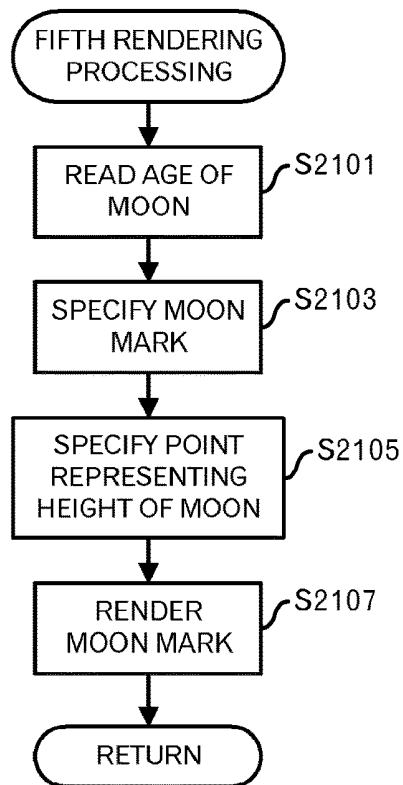 FIFTH RENDERING
PROCESSING
READ AGE OF
MOON
S2101
SPECIFY MOON
MARK
S2103
SPECIFY POINT
REPRESENTING
HEIGHT OF MOON
S2105
RENDER
MOON MARK
S2107
RETURN